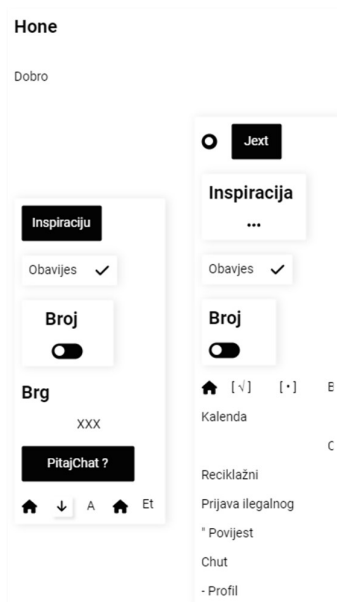 Hone
Dobro
Inspiraciju
Obavijes
Broj
Brg
XXX
PitajChat ?
A
Et
Jext
Inspiracija
...
Obavjes
Broj
[√] [·] B
Kalenda
C
Reciklažni
Prijava ilegalnog
" Povijest
Chut
- Profil